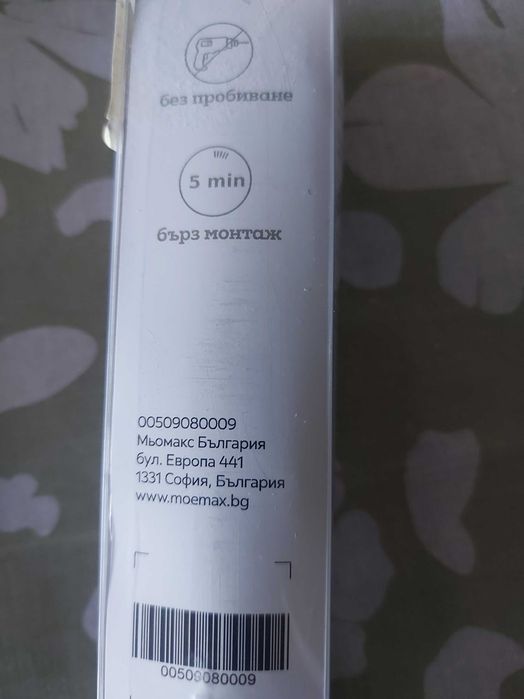 без пробиване
5 min
бърз монтаж
00509080009
Мьомакс България
бул. Европа 441
1331 София, България
www.moemax.bg
00509080009